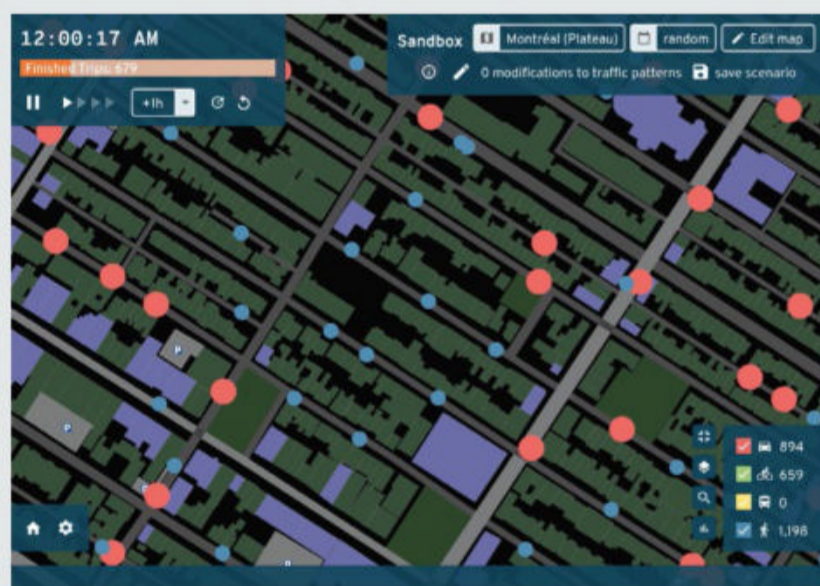 12:00:17 AM
Finished Trips: 679
+1h
Sandbox Montréal (Plateau) random Edit map
0 modifications to traffic patterns save scenario
P
P
894
659
0
1,198